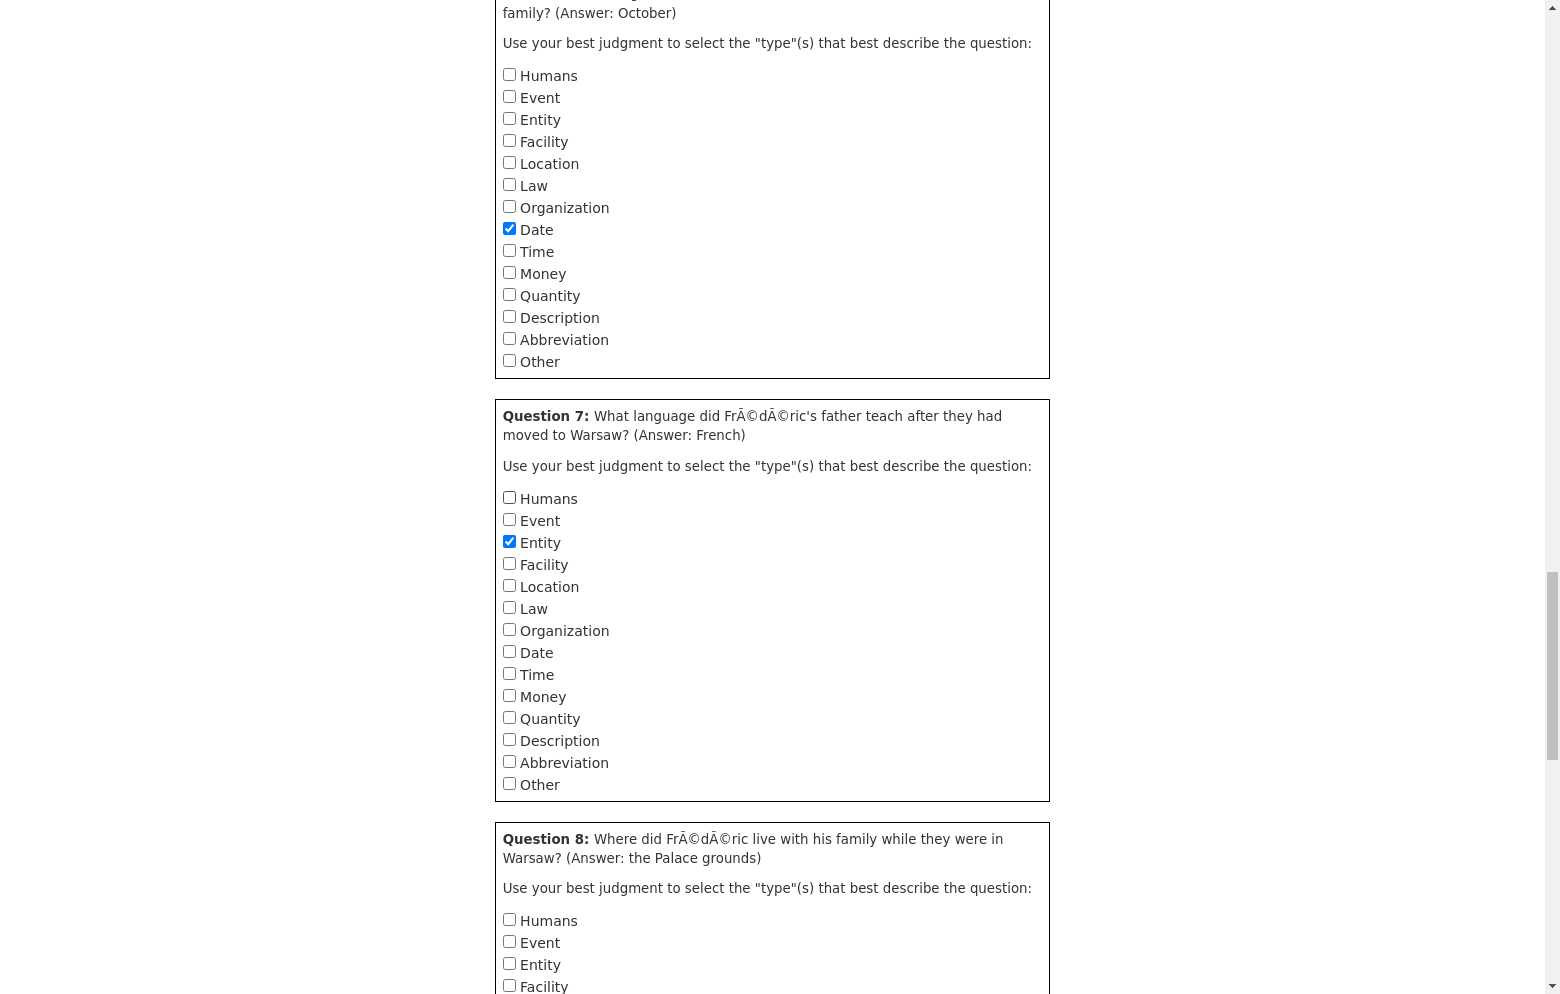 family? (Answer: October)
Use your best judgment to select the "type"(s) that best describe the question:
Humans
Event
Entity
Facility
Location
Law
Organization
Date
Time
Money
Quantity
Description
Abbreviation
Other
Question 7: What language did FrÃ©dÃ©ric's father teach after they had
moved to Warsaw? (Answer: French)
Use your best judgment to select the "type"(s) that best describe the question:
Humans
Event
Entity
Facility
Location
Law
Organization
Date
Time
Money
Quantity
Description
Abbreviation
Other
Question 8: Where did FrÃ©dÃ©ric live with his family while they were in
Warsaw? (Answer: the Palace grounds)
Use your best judgment to select the "type"(s) that best describe the question:
Humans
Event
Entity
Facility